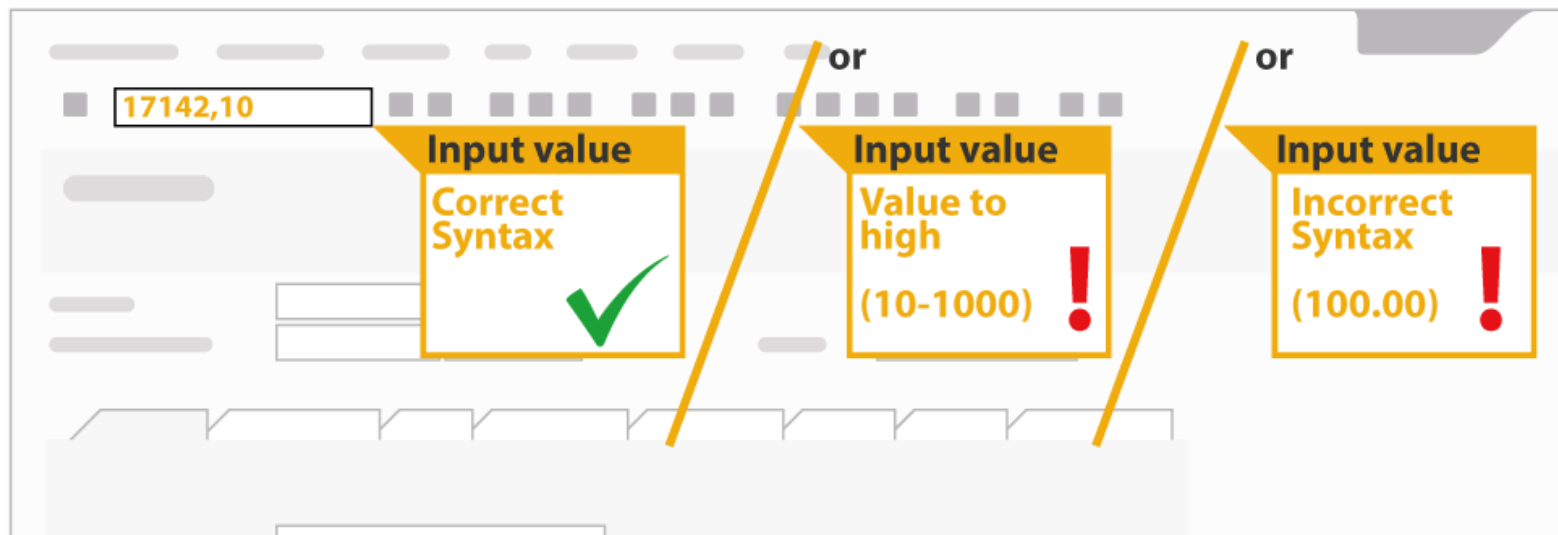 or
or
17142,10
Input value
Correct
Syntax
Input value
Value to
high
(10-1000)
Input value
Incorrect
Syntax
(100.00)